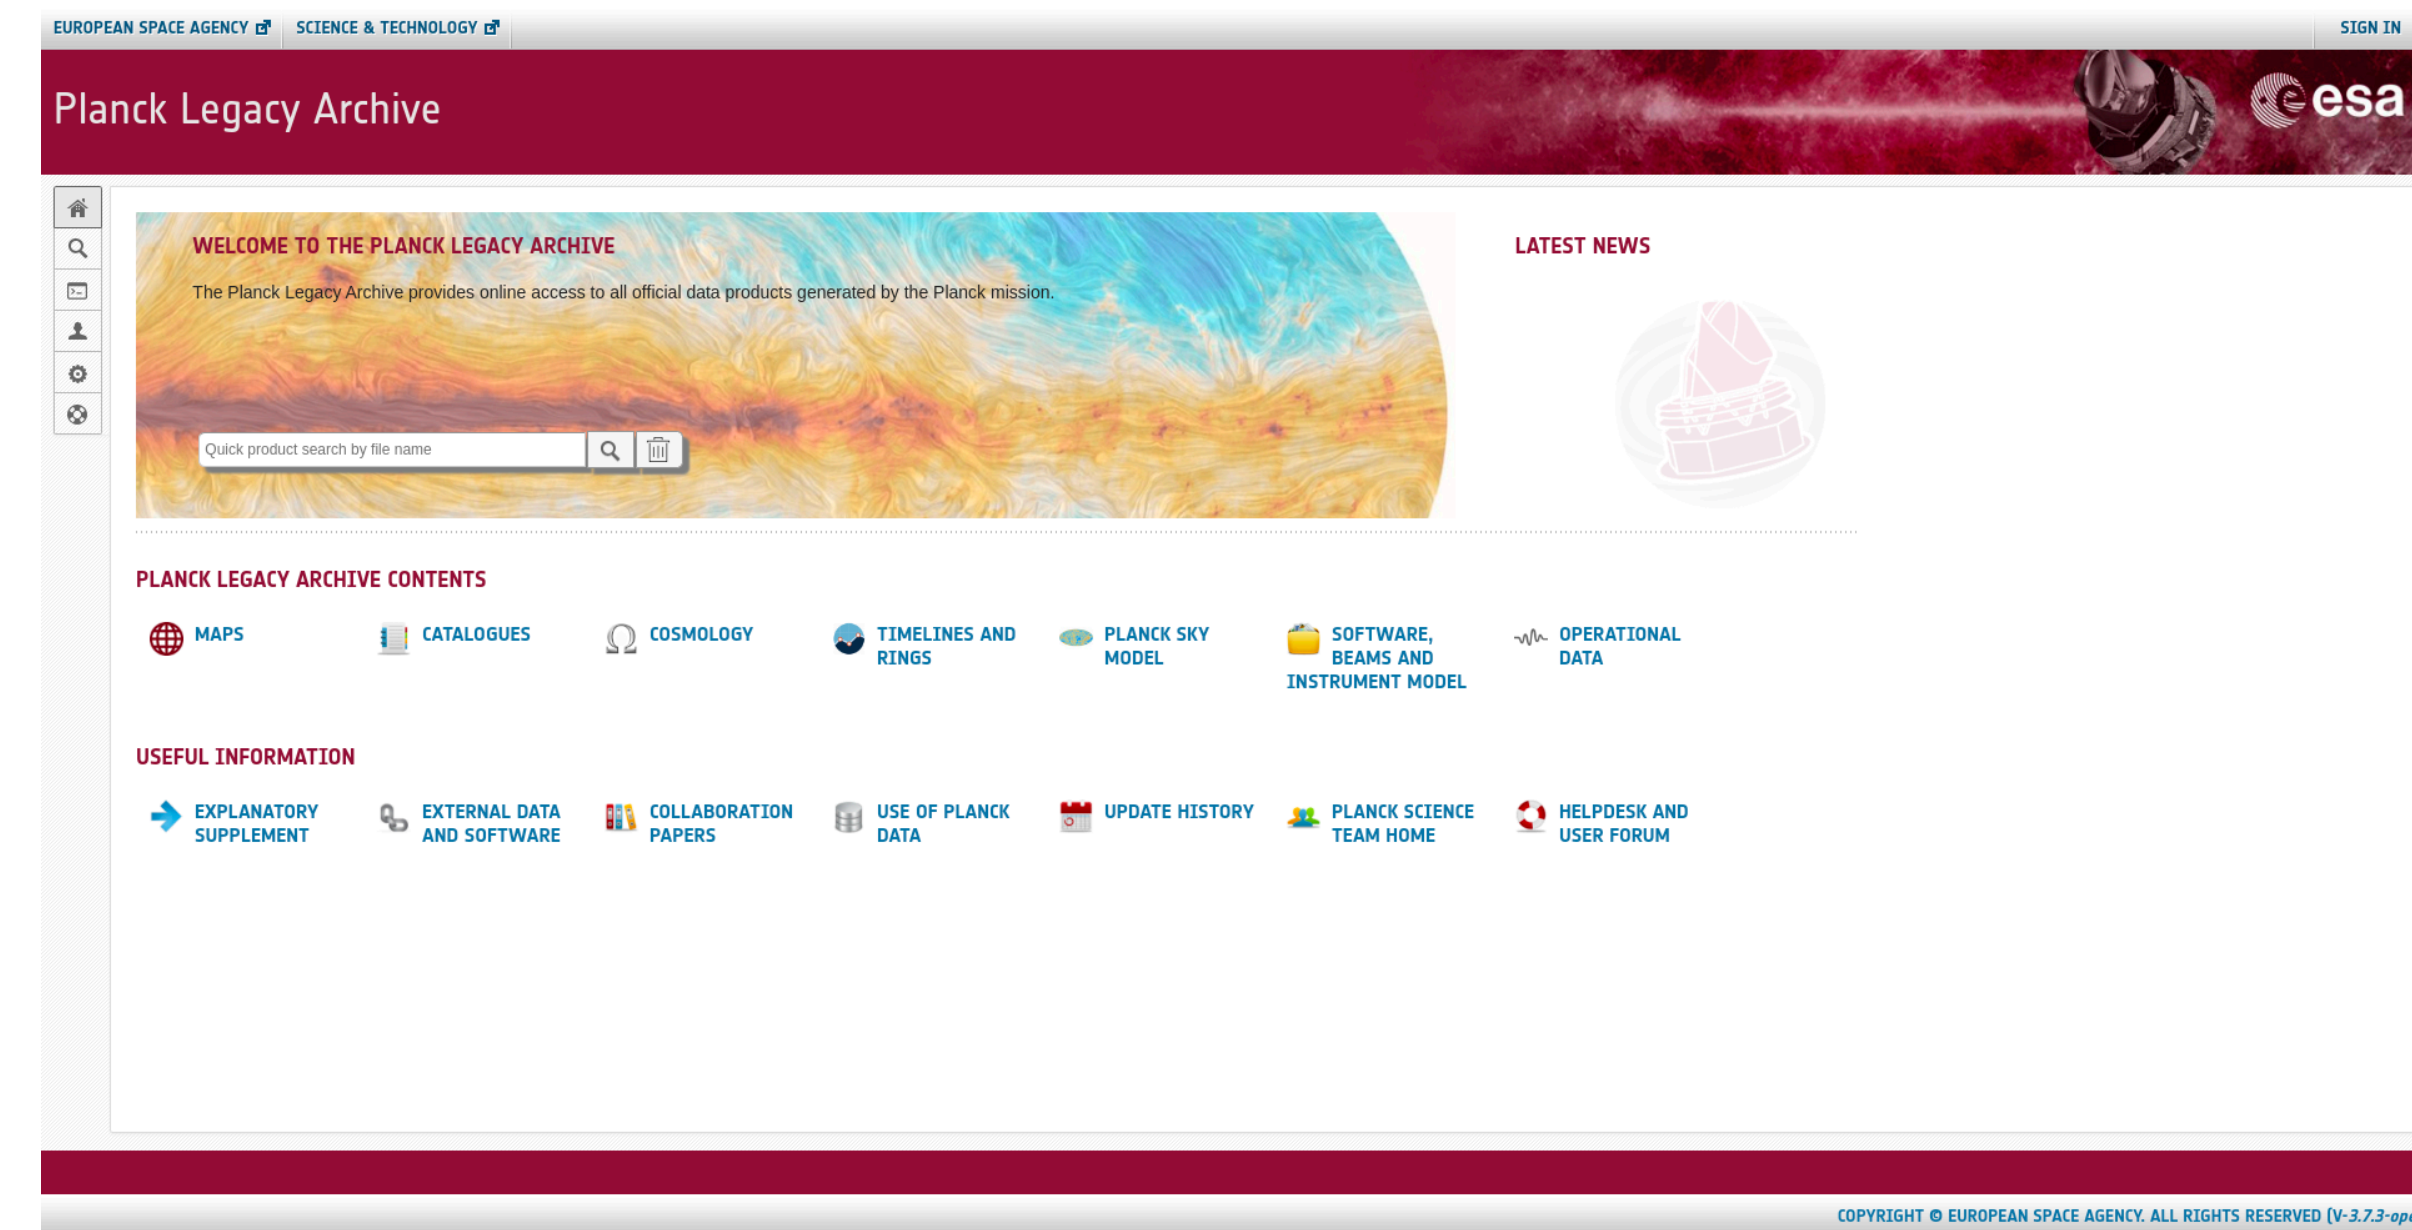 EUROPEAN SPACE AGENCY
SCIENCE & TECHNOLOGY
SIGN IN
Planck Legacy Archive
esa
WELCOME TO THE PLANCK LEGACY ARCHIVE
The Planck Legacy Archive provides online access to all official data products generated by the Planck mission.
Quick product search by file name
LATEST NEWS
PLANCK LEGACY ARCHIVE CONTENTS
MAPS
CATALOGUES
COSMOLOGY
TIMELINES AND
RINGS
PLANCK SKY
MODEL
SOFTWARE,
BEAMS AND
INSTRUMENT MODEL
OPERATIONAL
DATA
USEFUL INFORMATION
EXPLANATORY
SUPPLEMENT
EXTERNAL DATA
AND SOFTWARE
COLLABORATION
PAPERS
USE OF PLANCK
DATA
UPDATE HISTORY
PLANCK SCIENCE
TEAM HOME
HELPDESK AND
USER FORUM
COPYRIGHT © EUROPEAN SPACE AGENCY. ALL RIGHTS RESERVED (V-3.7.3-op